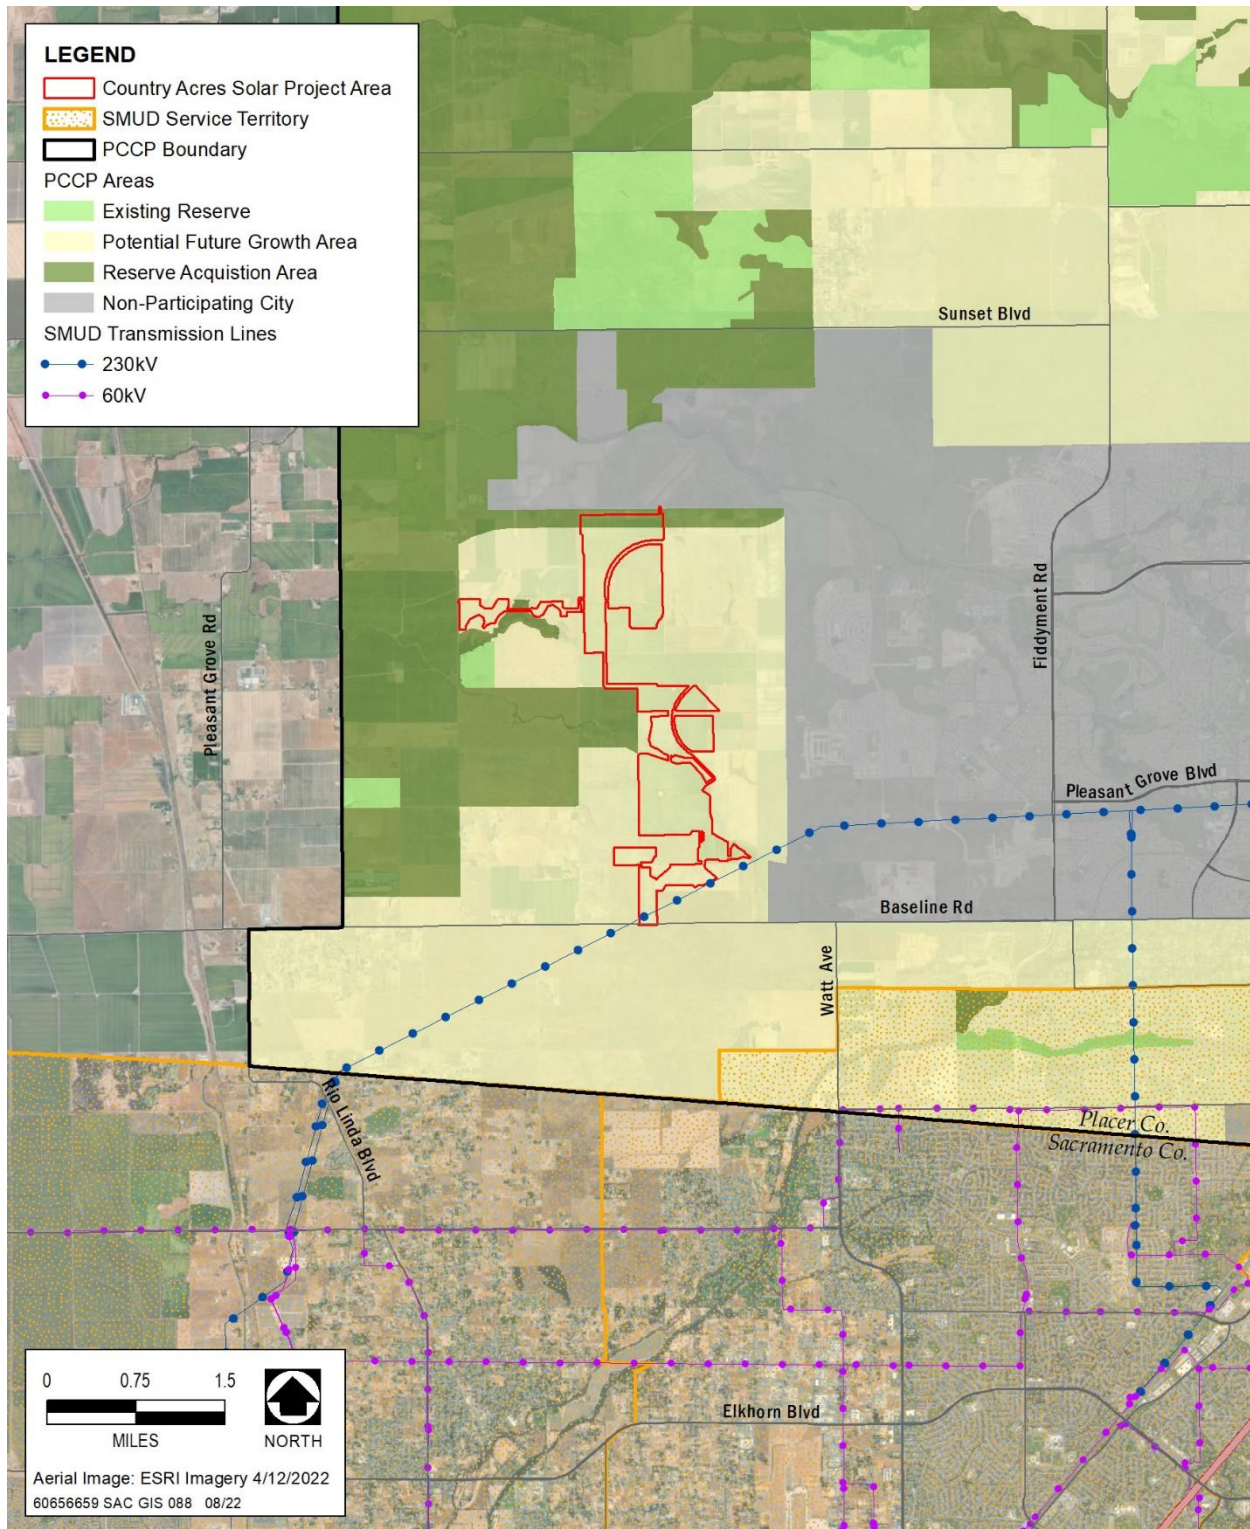 LEGEND
Country Acres Solar Project Area
SMUD Service Territory
PCCP Boundary
PCCP Areas
Existing Reserve
Potential Future Growth Area
Reserve Acquistion Area
Non-Participating City
SMUD Transmission Lines
230kV
60kV
Sunset Blvd
Fiddyment Rd
Pleasant Grove Rd
Pleasant Grove Blvd
Baseline Rd
Watt Ave
Rio Linda Blvd
Placer Co.
Sacramento Co.
Elkhorn Blvd
0 0.75 1.5
MILES
NORTH
Aerial Image: ESRI Imagery 4/12/2022
60656659 SAC GIS 088 08/22